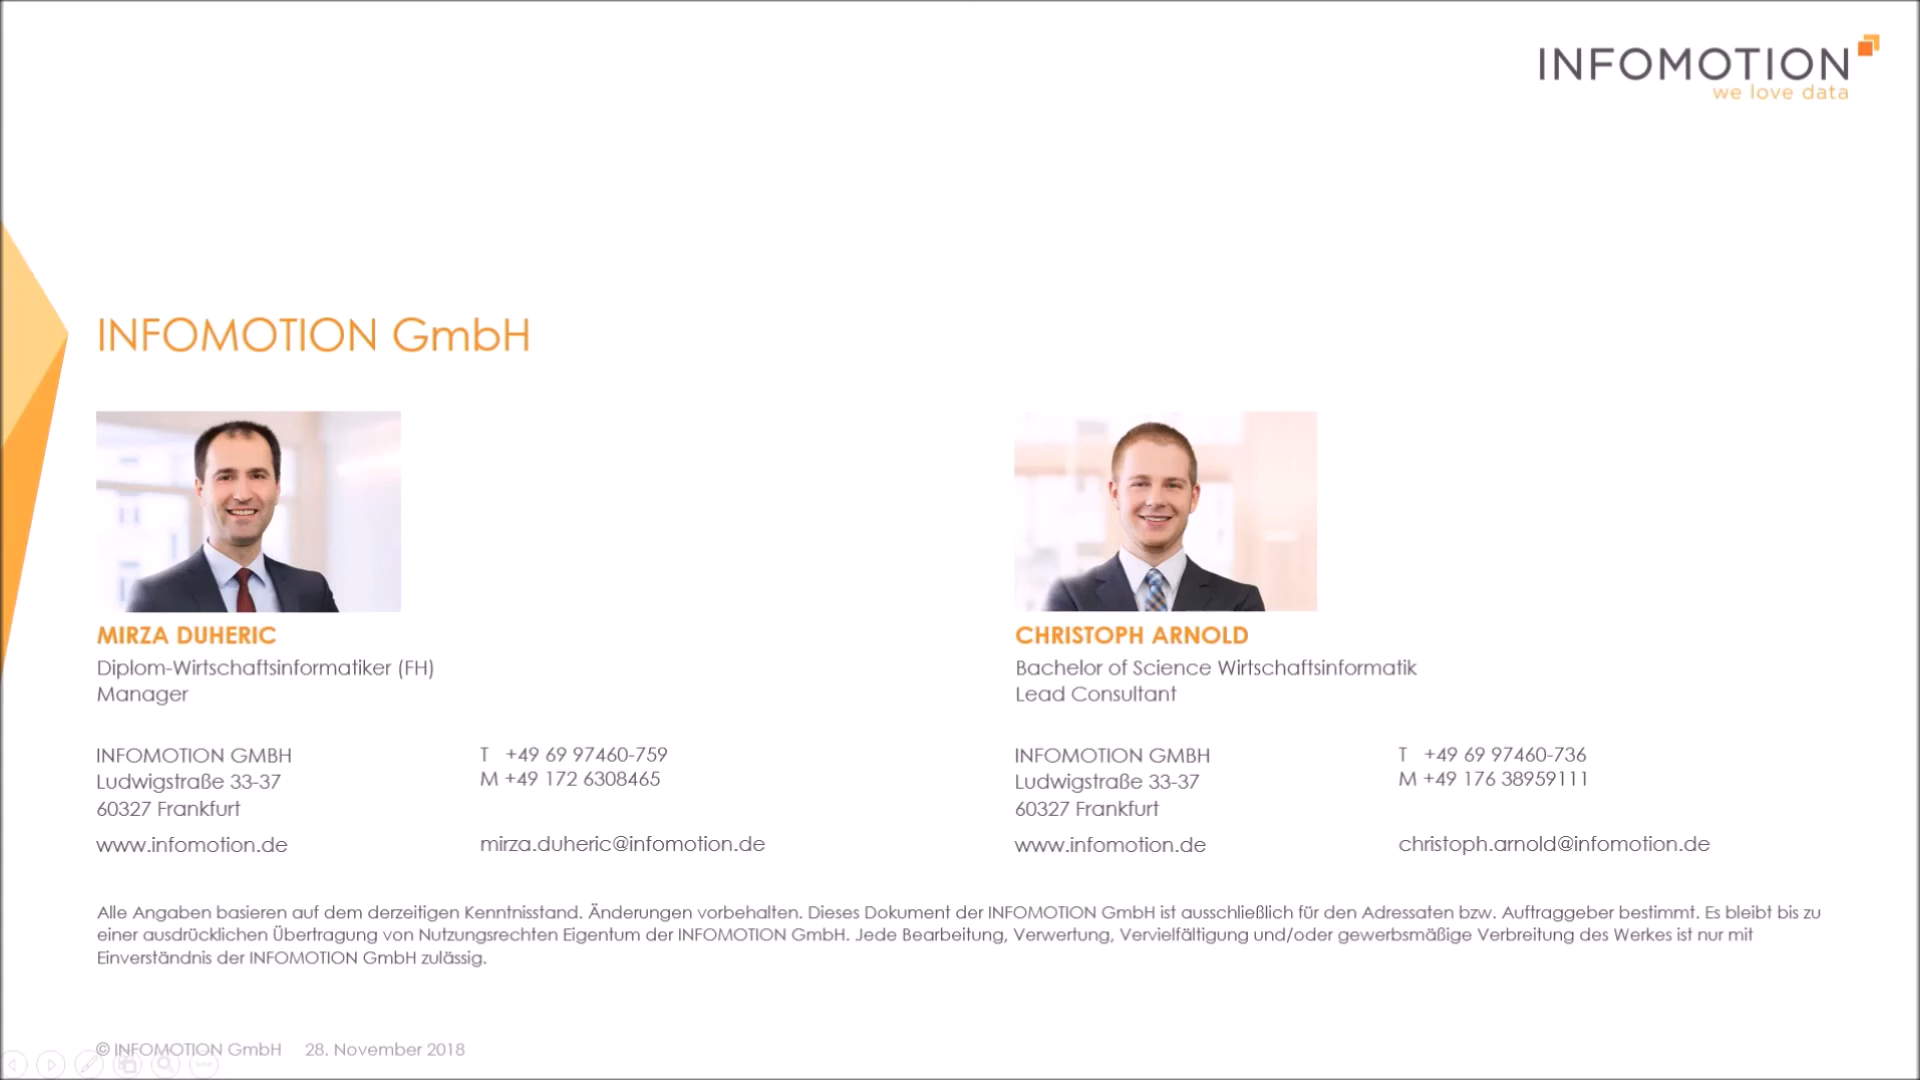 INFOMOTION
we love data
INFOMOTION GmbH
MIRZA DUHERIC
Diplom-Wirtschaftsinformatiker (FH)
Manager
INFOMOTION GMBH
Ludwigstraße 33-37
60327 Frankfurt
www.infomotion.de
T +49 69 97460-759
M +49 172 6308465
mirza.duheric@infomotion.de
CHRISTOPH ARNOLD
Bachelor of Science Wirtschaftsinformatik
Lead Consultant
INFOMOTION GMBH
Ludwigstraße 33-37
60327 Frankfurt
www.infomotion.de
T +49 69 97460-736
M +49 176 38959111
christoph.arnold@infomotion.de
Alle Angaben basieren auf dem derzeitigen Kenntnisstand. Änderungen vorbehalten. Dieses Dokument der INFOMOTION GmbH ist ausschließlich für den Adressaten bzw. Auftraggeber bestimmt. Es bleibt bis zu
einer ausdrücklichen Übertragung von Nutzungsrechten Eigentum der INFOMOTION GmbH. Jede Bearbeitung, Verwertung, Vervielfältigung und/oder gewerbsmäßige Verbreitung des Werkes ist nur mit
Einverständnis der INFOMOTION GmbH zulässig.
© INFOMOTION GmbH 28. November 2018